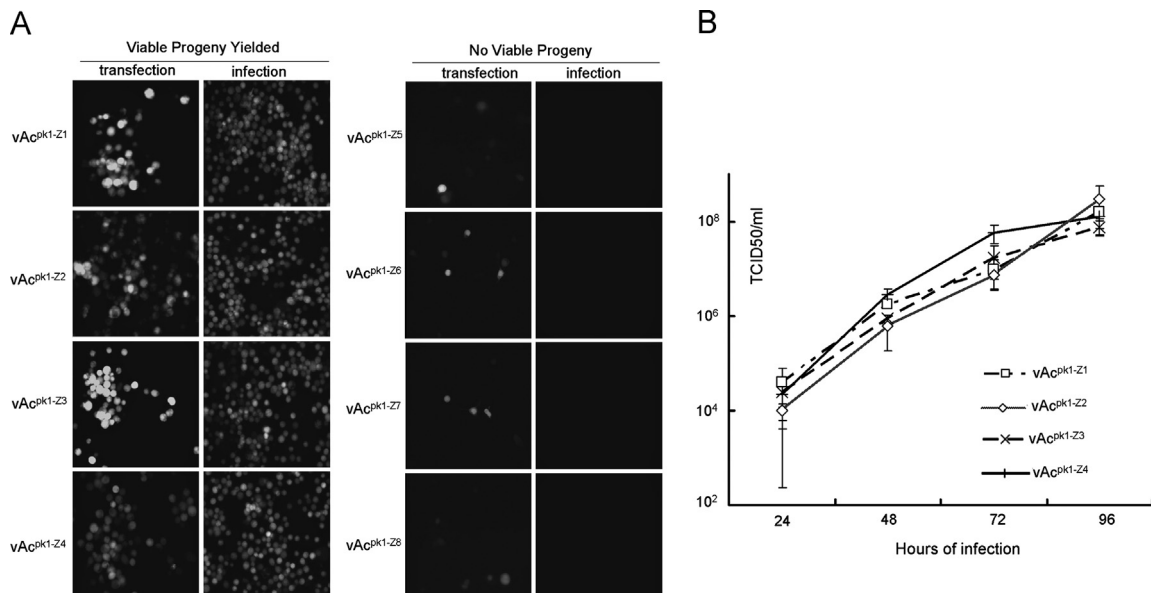 A
Viable Progeny Yielded
transfection infection
vAcpk1-Z1
vAcpk1-Z2
vAcpk1-Z3
vAcpk1-Z4
No Viable Progeny
transfection infection
vAcpk1-Z5
vAcpk1-Z6
vAcpk1-Z7
vAcpk1-Z8
B
TCID50/ml
10^8
10^6
10^4
10^2
24 48 72 96
Hours of infection
vAcpk1-Z1
vAcpk1-Z2
vAcpk1-Z3
vAcpk1-Z4